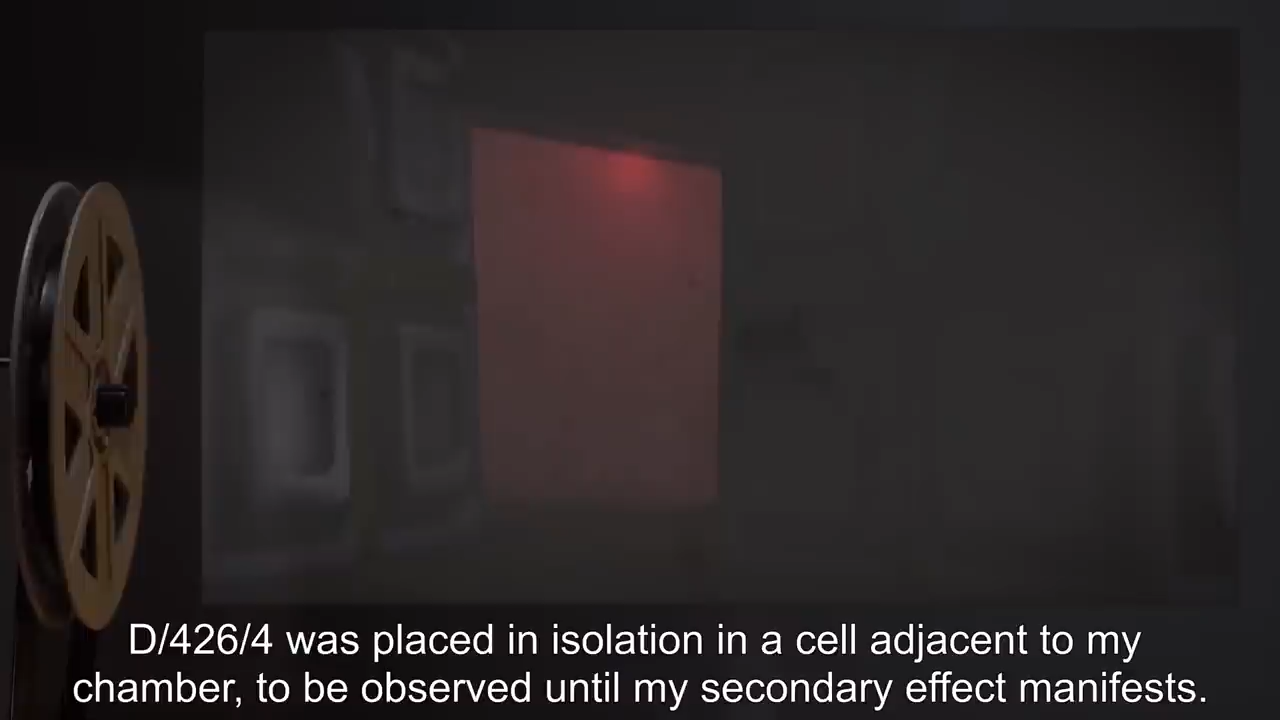 D/426/4 was placed in isolation in a cell adjacent to my
chamber, to be observed until my secondary effect manifests.